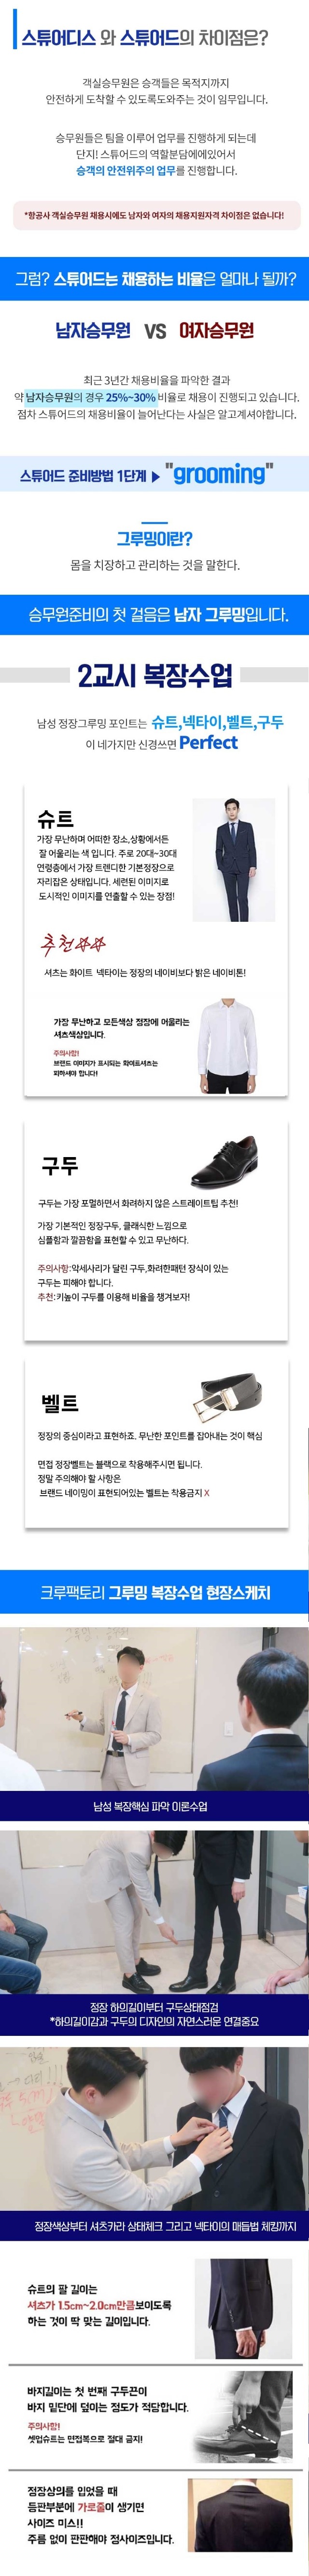 스튜어디스 와 스튜어드의 차이점은?
객실승무원은 승객들은 목적지까지
안전하게 도착할 수 있도록도와주는 것이 임무입니다.
승무원들은 팀을 이루어 업무를 진행하게 되는데
단지! 스튜어드의 역할분담에에있어서
승객의 안전위주의 업무를 진행합니다.
*항공사 객실승무원 채용시에도 남자와 여자의 채용지원자격 차이점은 없습니다!
그럼? 스튜어드는 채용하는 비율은 얼마나 될까?
남자승무원 VS 여자승무원
최근 3년간 채용비율을 파악한 결과
약 남자승무원의 경우 25%~30% 비율로 채용이 진행되고 있습니다.
점차 스튜어드의 채용비율이 늘어난다는 사실은 알고계셔야합니다.
스튜어드 준비방법 1단계 ▶ "grooming"
그루밍이란?
몸을 치장하고 관리하는 것을 말한다.
승무원준비의 첫 걸음은 남자 그루밍입니다.
2교시 복장수업
남성 정장그루밍 포인트는 슈트,넥타이,벨트,구두
이 네가지만 신경쓰면 Perfect
슈트
가장 무난하며 어떠한 장소,상황에서든
잘 어울리는 색 입니다. 주로 20대~30대
연령층에서 가장 트렌디한 기본정장으로
자리잡은 상태입니다. 세련된 이미지로
도시적인 이미지를 연출할 수 있는 장점!
추천☆☆
셔츠는 화이트 넥타이는 정장의 네이비보다 밝은 네이비톤!
가장 무난하고 모든색상 정장에 어울리는
셔츠색상입니다.
주의사항!
브랜드 이미지가 표시되는 화이트셔츠는
피하셔야 합니다!
구두
구두는 가장 포멀하면서 화려하지 않은 스트레이트팁 추천!
가장 기본적인 정장구두, 클래식한 느낌으로
심플함과 깔끔함을 표현할 수 있고 무난하다.
주의사항:악세사리가 달린 구두,화려한패턴 장식이 있는
구두는 피해야 합니다.
추천:키높이 구두를 이용해 비율을 챙겨보자!
벨트
정장의 중심이라고 표현하죠. 무난한 포인트를 잡아내는 것이 핵심
면접 정장벨트는 블랙으로 착용해주시면 됩니다.
정말 주의해야 할 사항은
브랜드 네이밍이 표현되어있는 벨트는 착용금지 X
크루팩토리 그루밍 복장수업 현장스케치
남성 복장핵심 파악 이론수업
정장 하의길이부터 구두상태점검
*하의길이감과 구두의 디자인의 자연스러운 연결중요
정장색상부터 셔츠카라 상태체크 그리고 넥타이의 매듭법 체킹까지
슈트의 팔 길이는
셔츠가 1.5cm~2.0cm만큼보이도록
하는 것이 딱 맞는 길이입니다.
바지길이는 첫 번째 구두끈이
바지 밑단에 덮이는 정도가 적당합니다.
주의사항!
셋업슈트는 면접복으로 절대 금지!
정장상의를 입었을 때
등판부분에 가로줄이 생기면
사이즈 미스!!
주름 없이 판판해야 정사이즈입니다.